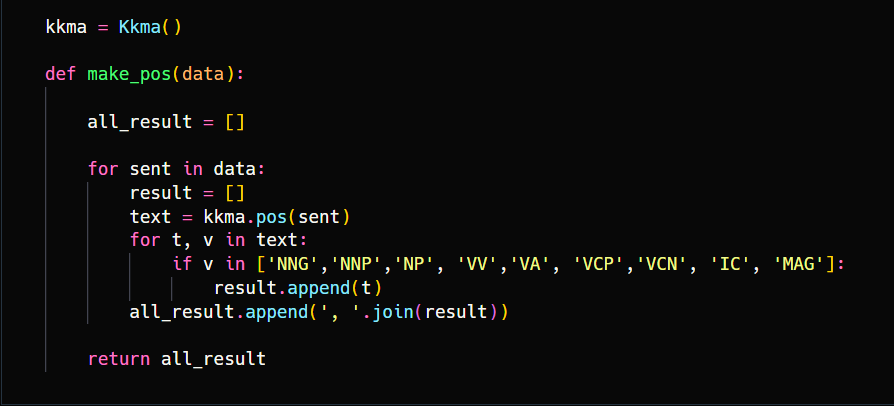 kkma = Kkma()
def make_pos(data):
all_result = []
for sent in data:
result = []
text = kkma.pos(sent)
for t, v in text:
if v in ['NNG','NNP','NP', 'VV','VA', 'VCP','VCN', 'IC', 'MAG']:
result.append(t)
all_result.append(', '.join(result))
return all_result